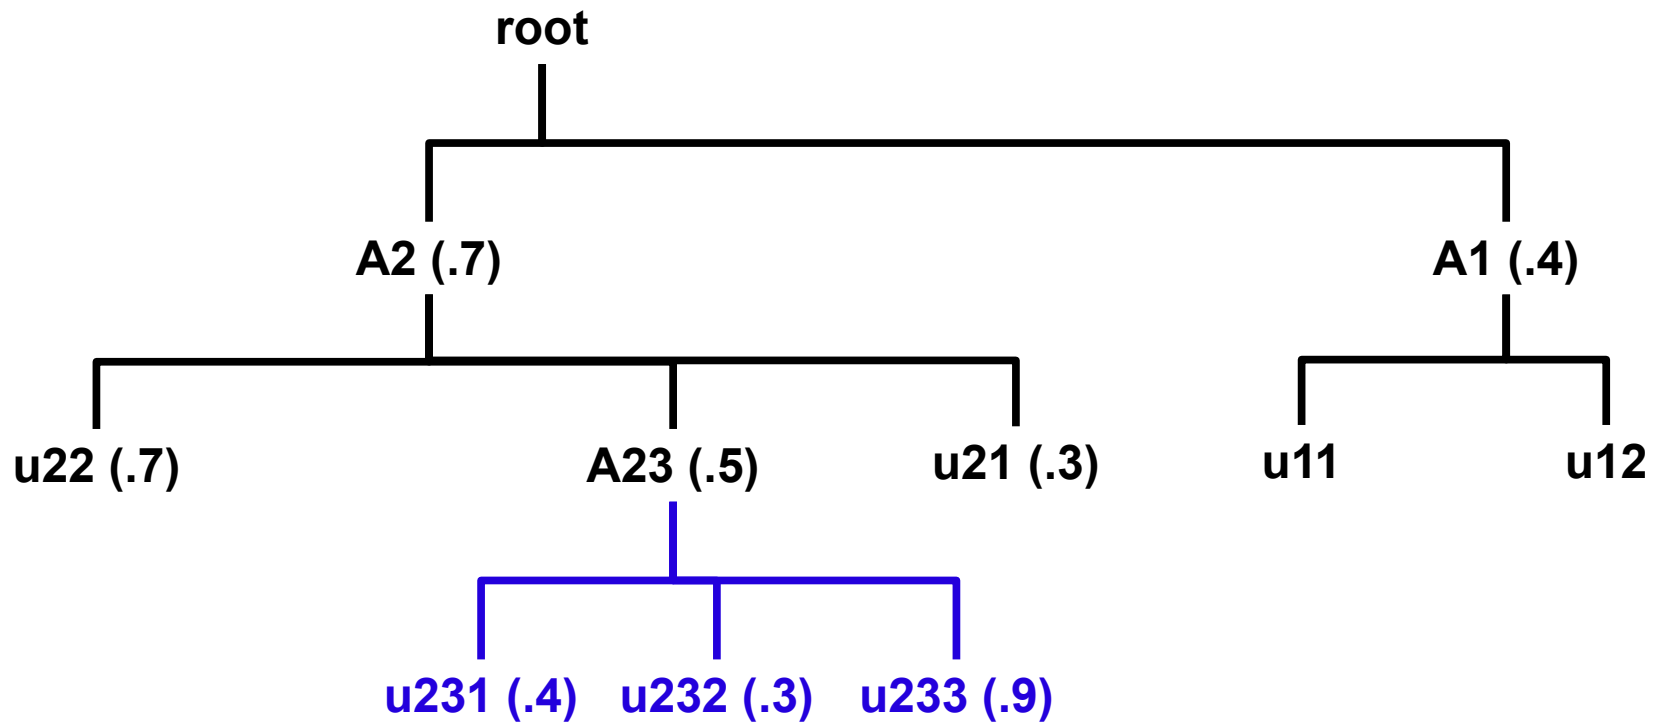 root
A2 (.7) A1 (.4)
u22 (.7) A23 (.5) u21 (.3) u11 u12
u231 (.4) u232 (.3) u233 (.9)